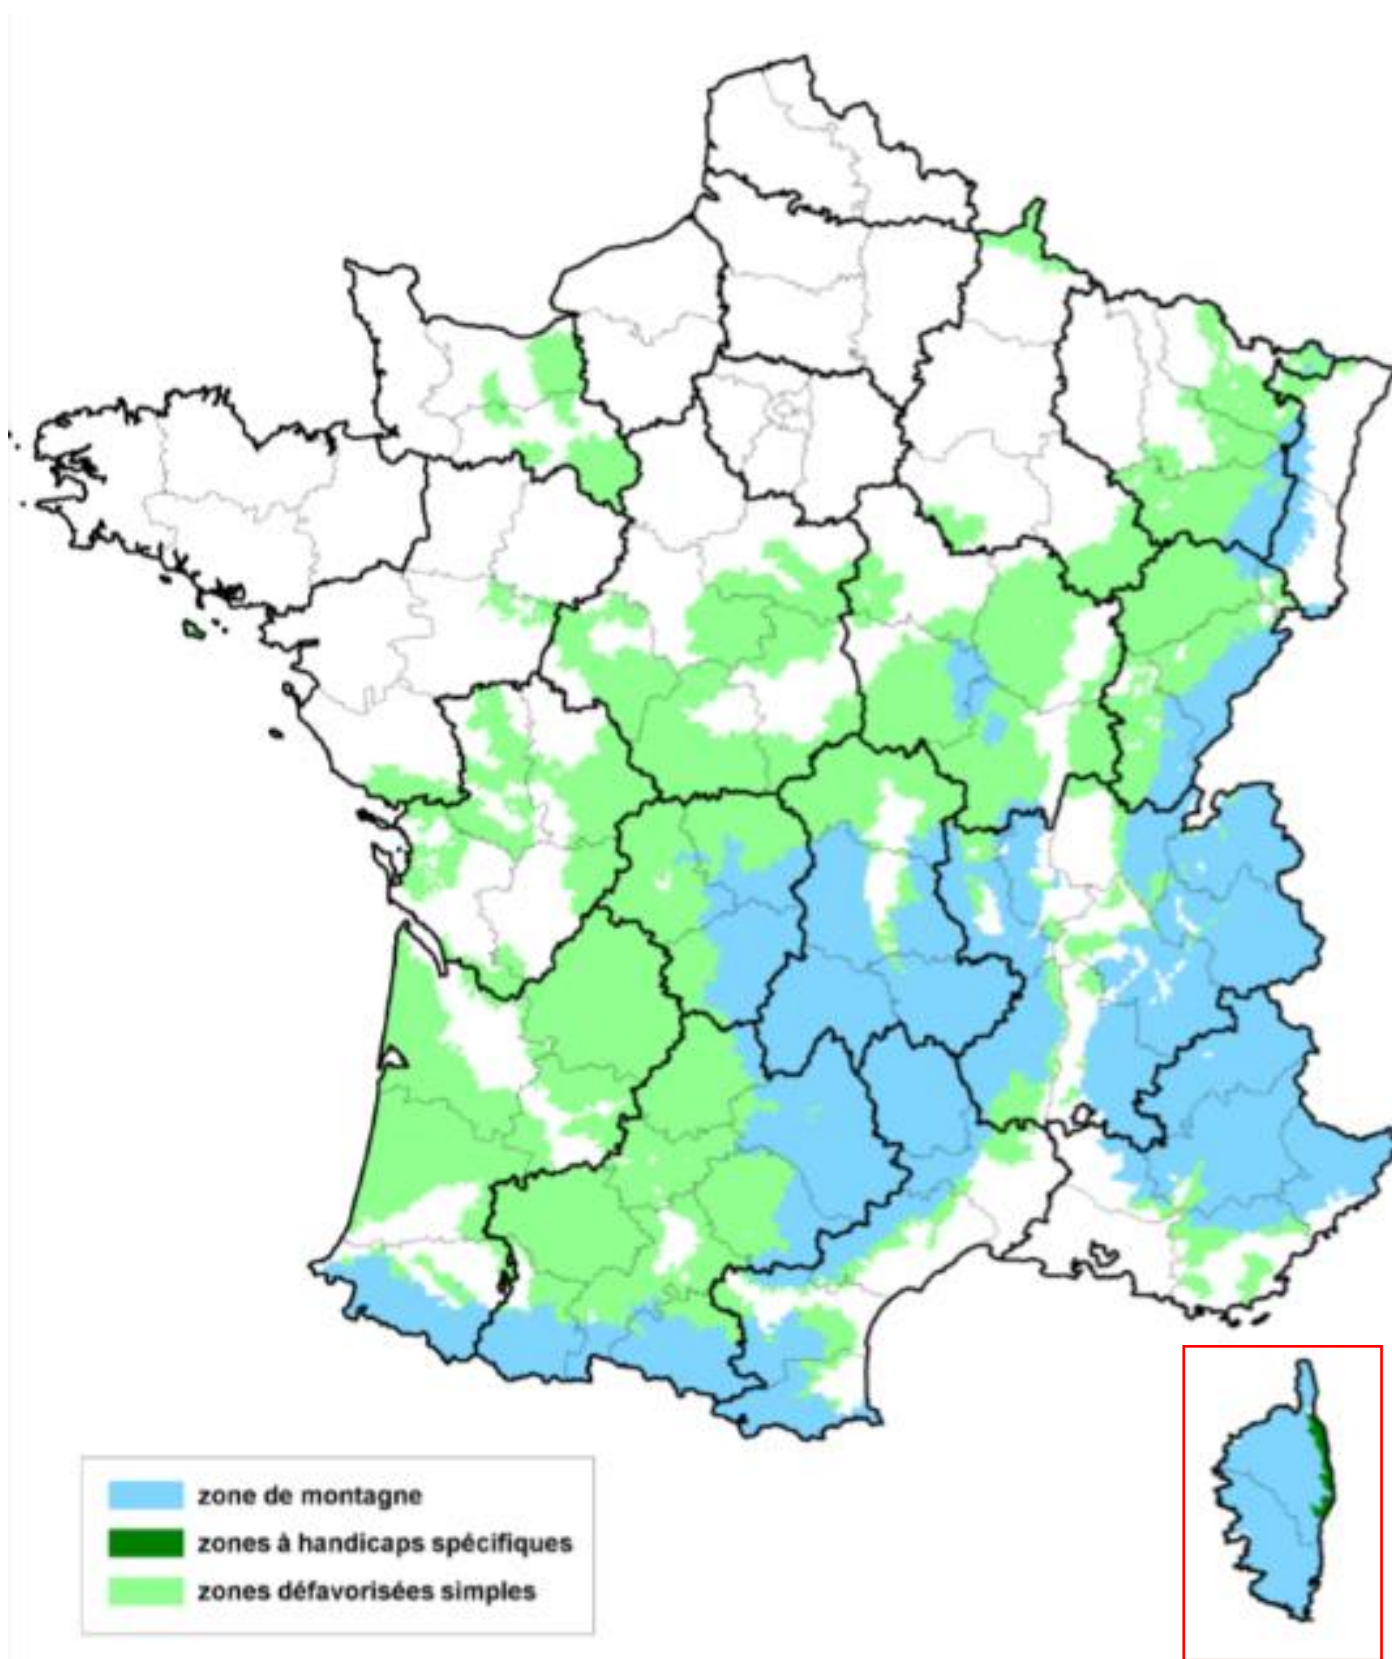 zone de montagne
zones à handicaps spécifiques
zones défavorisées simples